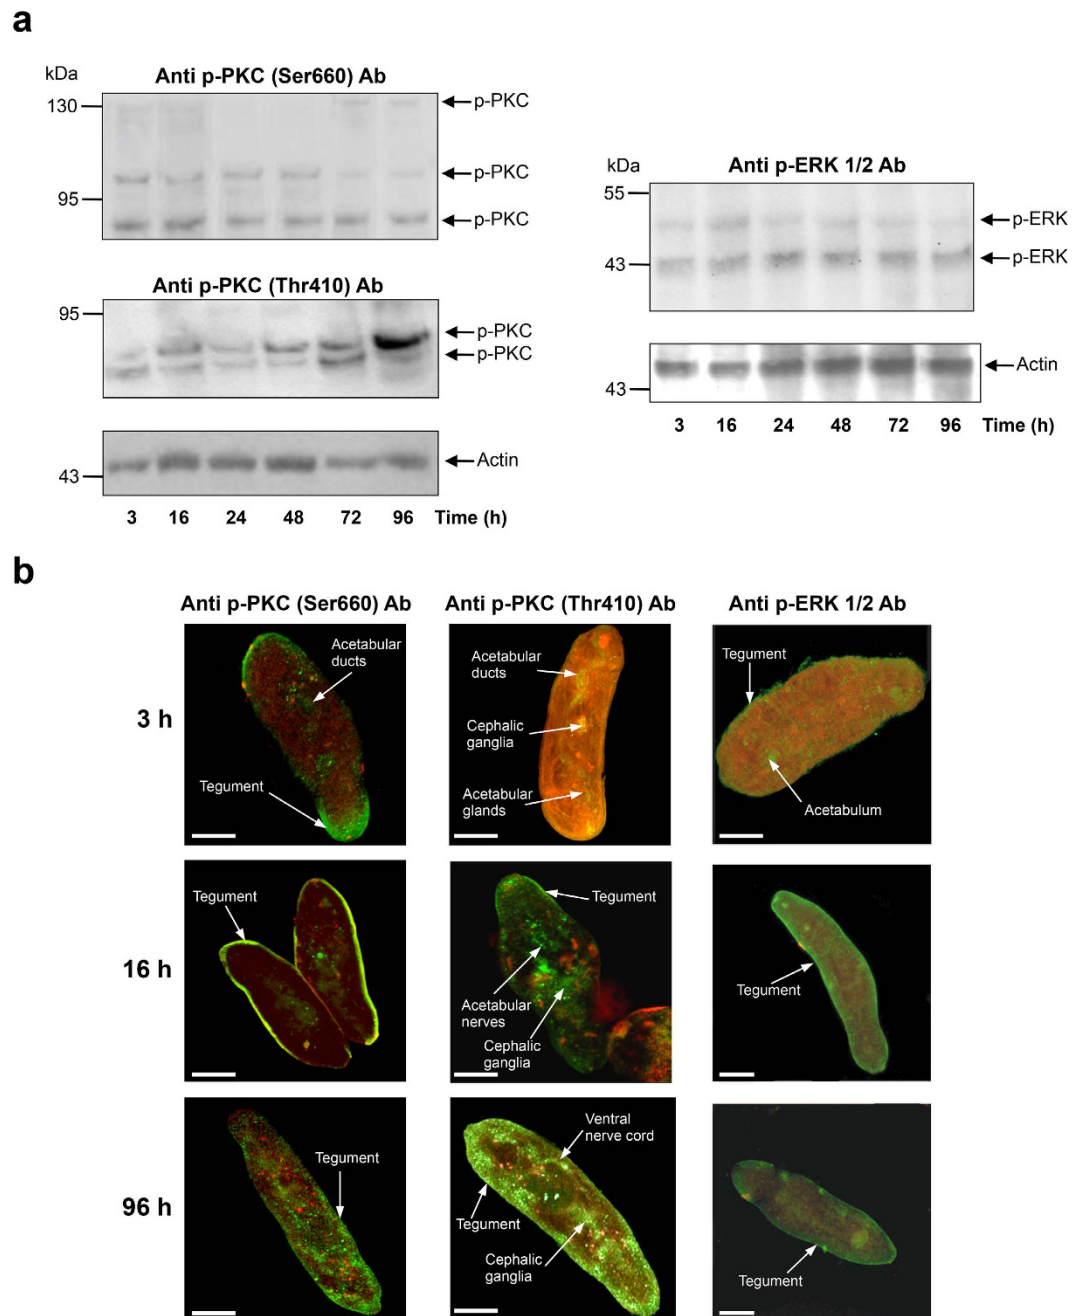 a
kDa
Anti p-PKC (Ser660) Ab
130
p-PKC
p-PKC
95
p-PKC
Anti p-PKC (Thr410) Ab
95
p-PKC
p-PKC
Actin
43
3 16 24 48 72 96 Time (h)
kDa
Anti p-ERK 1/2 Ab
55
p-ERK
p-ERK
43
Actin
43
3 16 24 48 72 96 Time (h)
b
Anti p-PKC (Ser660) Ab
Anti p-PKC (Thr410) Ab
Anti p-ERK 1/2 Ab
3 h
Acetabular
ducts
Tegument
Acetabular
ducts
Cephalic
ganglia
Acetabular
glands
Tegument
Acetabulum
16 h
Tegument
Tegument
Acetabular
nerves
Cephalic
ganglia
Tegument
96 h
Tegument
Ventral
nerve cord
Tegument
Cephalic
ganglia
Tegument